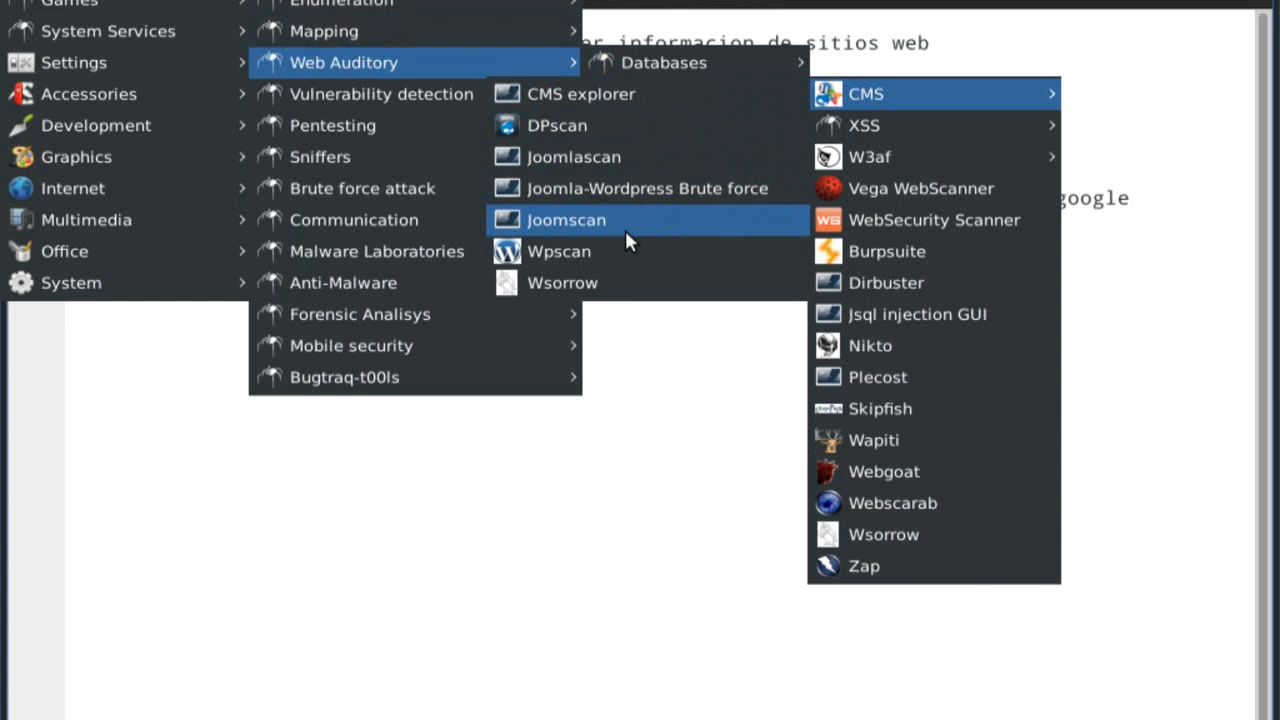 Games
System Services
Settings
Accessories
Development
Graphics
Internet
Multimedia
Office
System
Enumeration
Mapping
Web Auditory
Vulnerability detection
Pentesting
Sniffers
Brute force attack
Communication
Malware Laboratories
Anti-Malware
Forensic Analisys
Mobile security
Bugtraq-t00ls
informacion de sitios web
Databases
CMS explorer
DPscan
Joomlascan
Joomla-Wordpress Brute force
Joomscan
Wpscan
Wsorrow
CMS
XSS
W3af
Vega WebScanner
WebSecurity Scanner
Burpsuite
Dirbuster
Jsql injection GUI
Nikto
Plecost
Skipfish
Wapiti
Webgoat
Webscarab
Wsorrow
Zap
google